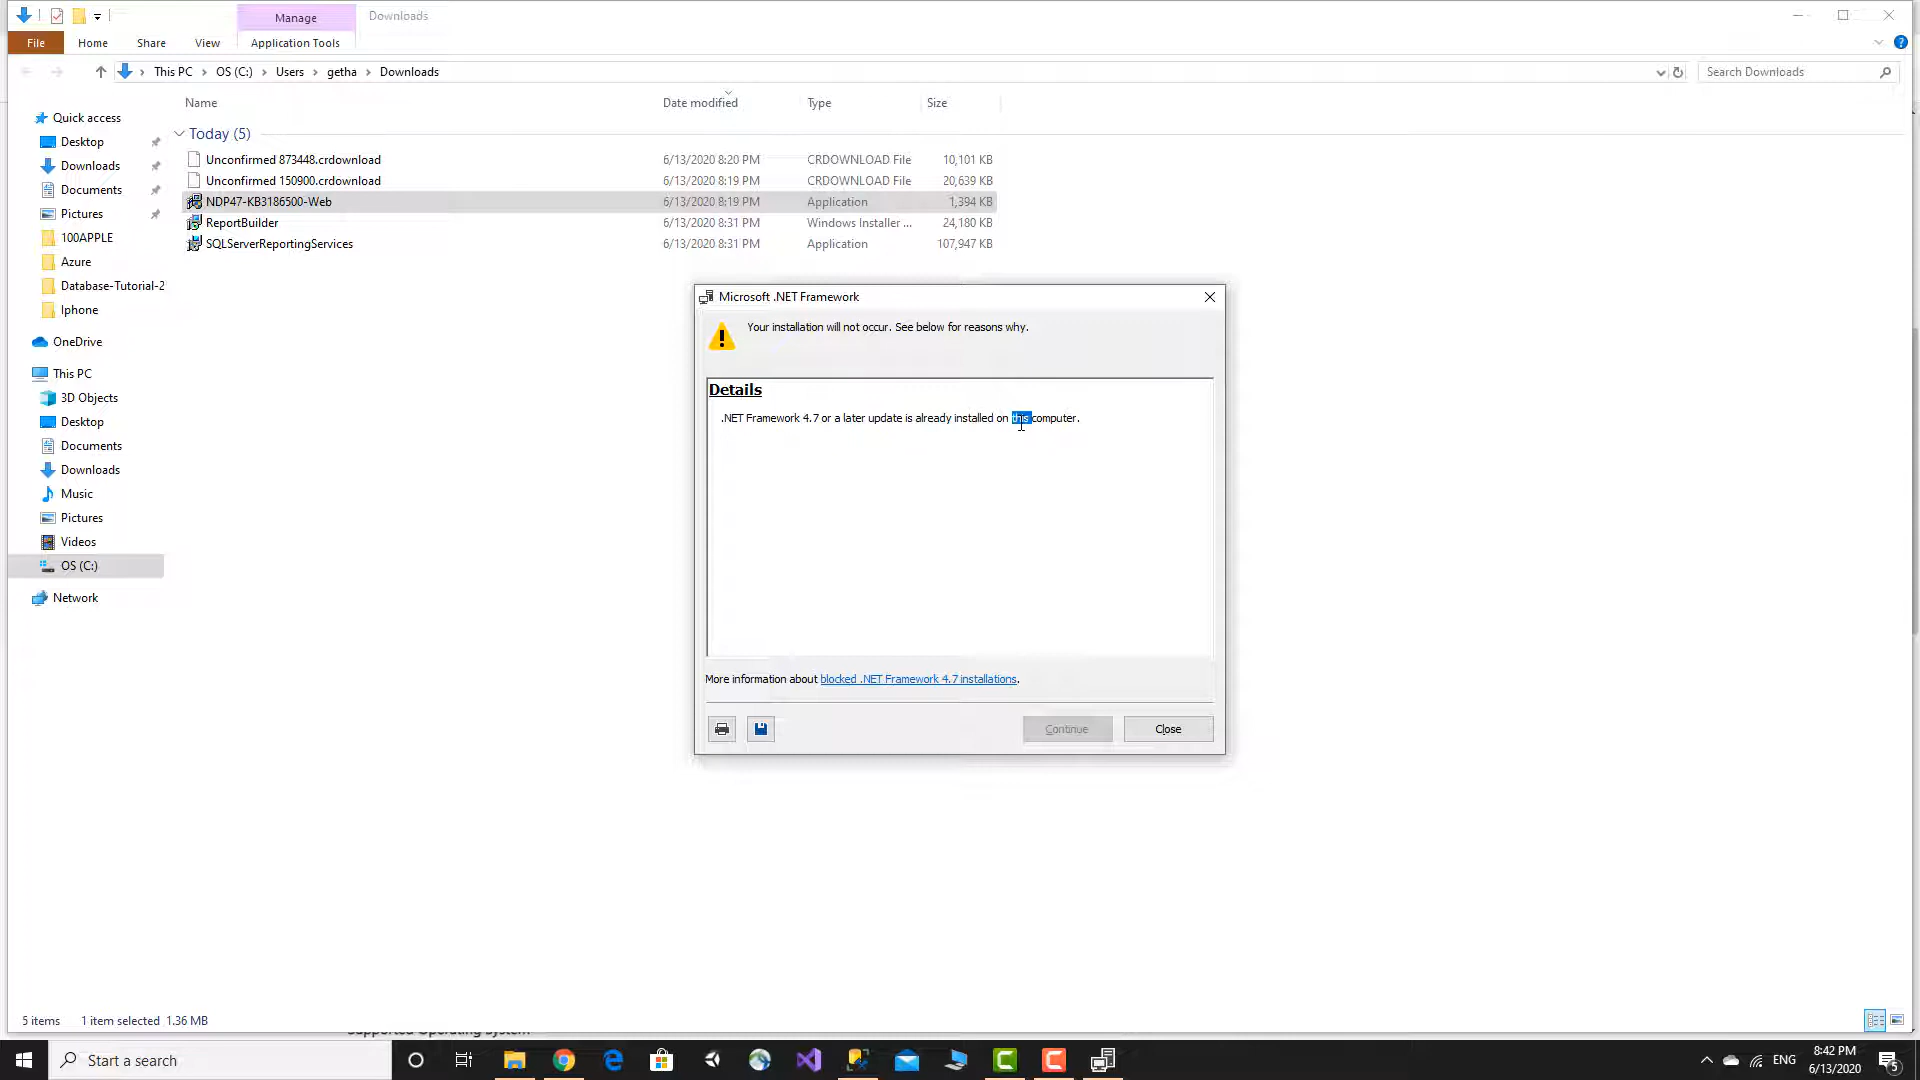 Manage
Downloads
File
Home
Share
View
Application Tools
This PC
OS (C:)
Users
getha
Downloads
Search Downloads
Name
Date modified
Type
Size
Today (5)
Unconfirmed 873448.crdownload 6/13/2020 8:20 PM CRDOWNLOAD File 10,101 KB
Unconfirmed 150900.crdownload 6/13/2020 8:19 PM CRDOWNLOAD File 20,639 KB
NDP47-KB3186500-Web 6/13/2020 8:19 PM Application 1,394 KB
ReportBuilder 6/13/2020 8:31 PM Windows Installer ... 24,180 KB
SQLServerReportingServices 6/13/2020 8:31 PM Application 107,947 KB
Quick access
Desktop
Downloads
Documents
Pictures
100APPLE
Azure
Database-Tutorial-2
Iphone
OneDrive
This PC
3D Objects
Desktop
Documents
Downloads
Music
Pictures
Videos
OS (C:)
Network
Microsoft .NET Framework
Your installation will not occur. See below for reasons why.
Details
.NET Framework 4.7 or a later update is already installed on this computer.
More information about blocked .NET Framework 4.7 installations.
Continue
Close
5 items
1 item selected 1.36 MB
Supported Operating System
Start a search
ENG
8:42 PM
6/13/2020
5